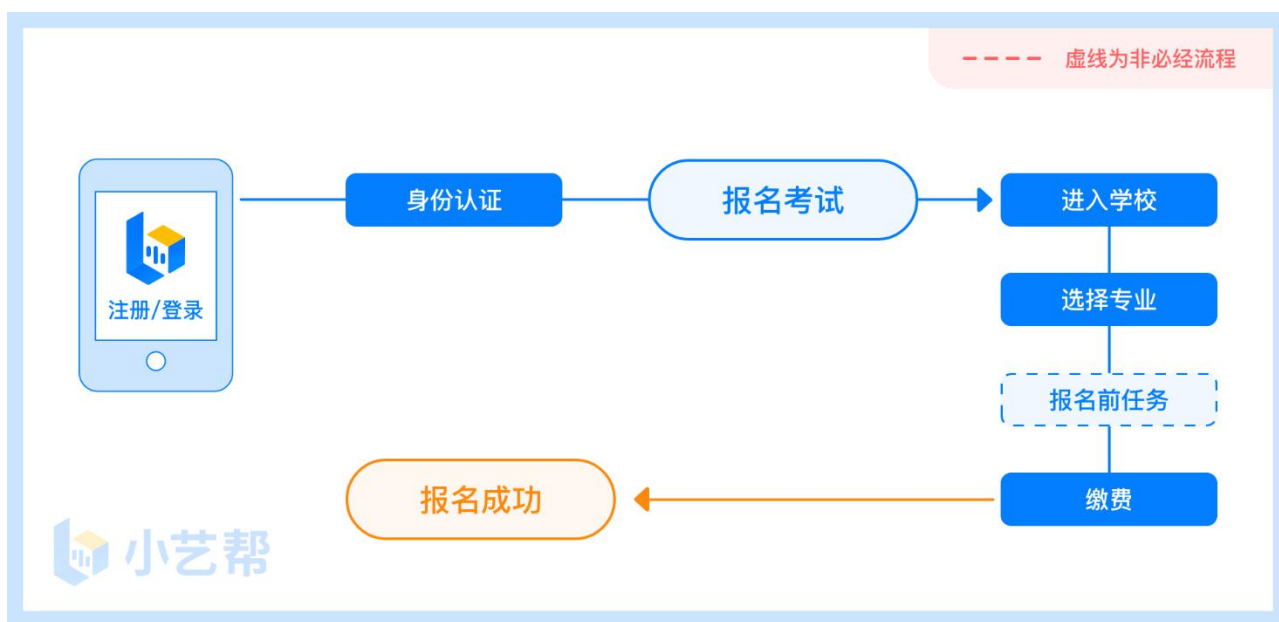 虚线为非必经流程
注册/登录
身份认证
报名考试
进入学校
选择专业
报名前任务
缴费
报名成功
小艺帮